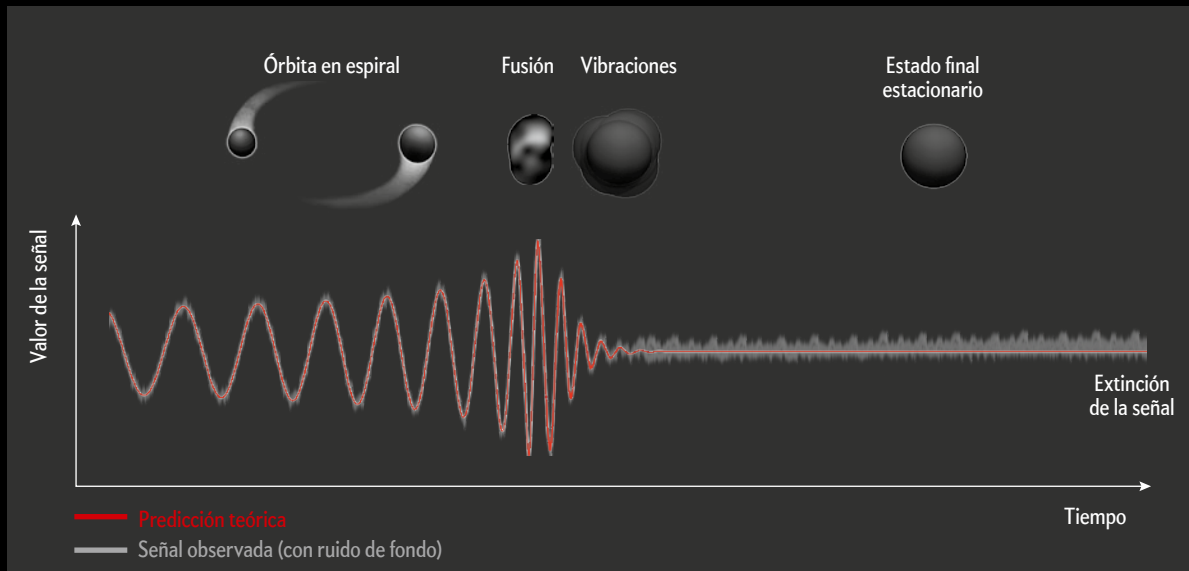 Órbita en espiral
Fusión
Vibraciones
Estado final
estacionario
Valor de la señal
Extinción
de la señal
Tiempo
Predicción teórica
Señal observada (con ruido de fondo)